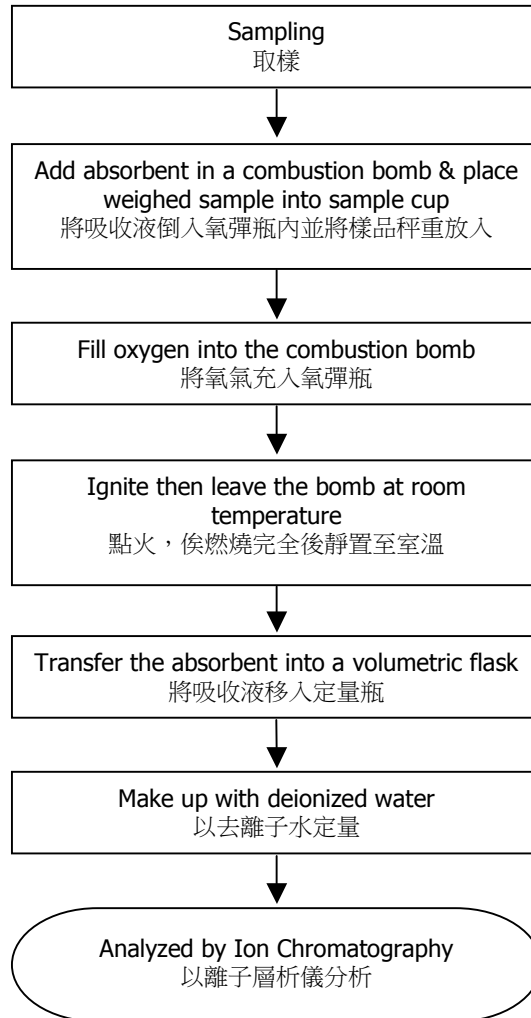 Sampling
取樣
Add absorbent in a combustion bomb & place
weighed sample into sample cup
將吸收液倒入氧彈瓶內並將樣品秤重放入
Fill oxygen into the combustion bomb
將氧氣充入氧彈瓶
Ignite then leave the bomb at room
temperature
點火，俟燃燒完全後靜置至室溫
Transfer the absorbent into a volumetric flask
將吸收液移入定量瓶
Make up with deionized water
以去離子水定量
Analyzed by Ion Chromatography
以離子層析儀分析